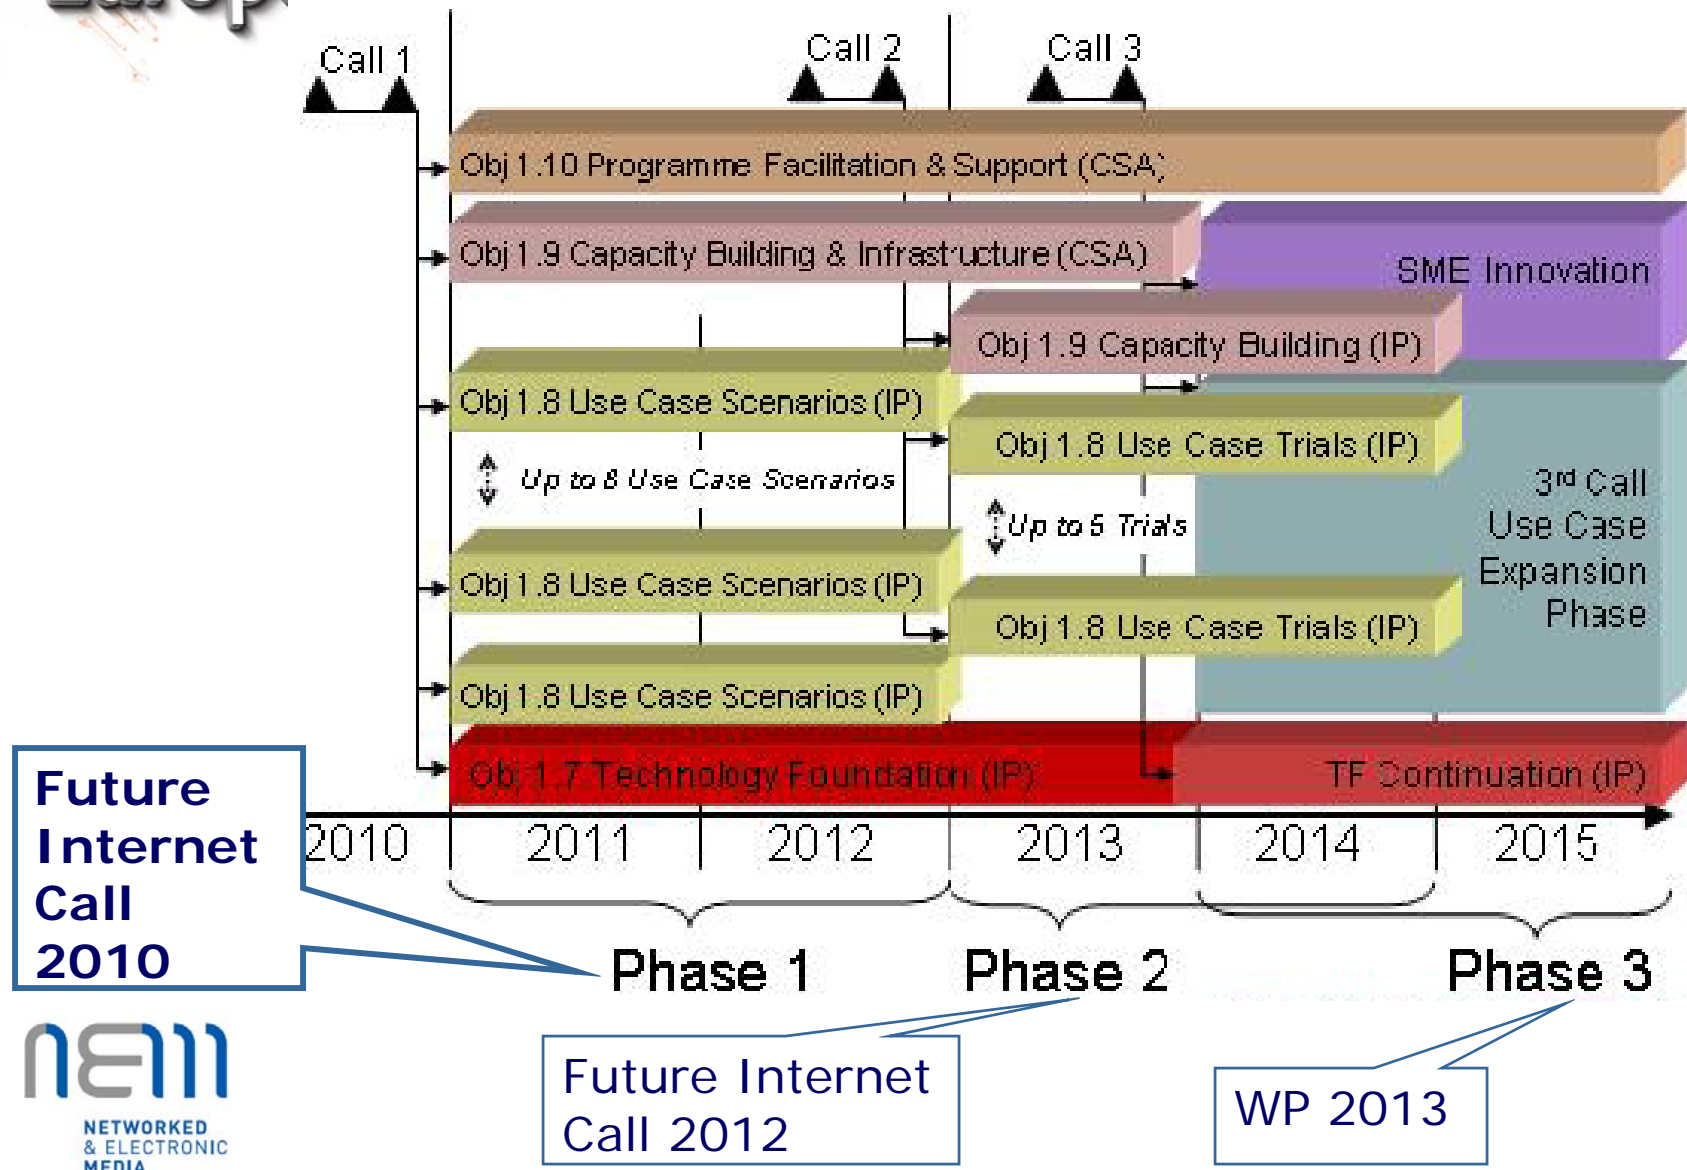 Call 1
Call 2
Call 3
Obj 1.10 Programme Facilitation & Support (CSA)
Obj 1.9 Capacity Building & Infrastructure (CSA)
SME Innovation
Obj 1.9 Capacity Building (IP)
Obj 1.8 Use Case Scenarios (IP)
Obj 1.8 Use Case Trials (IP)
Up to 8 Use Case Scenarios
Up to 5 Trials
3rd Call
Use Case
Expansion
Phase
Obj 1.8 Use Case Scenarios (IP)
Obj 1.8 Use Case Trials (IP)
Obj 1.8 Use Case Scenarios (IP)
Obj 1.7 Technology Foundation (IP)
TF Continuation (IP)
2010 2011 2012 2013 2014 2015
Future
Internet
Call
2010
Phase 1 Phase 2 Phase 3
Future Internet
Call 2012
WP 2013
nem
NETWORKED
& ELECTRONIC
MEDIA